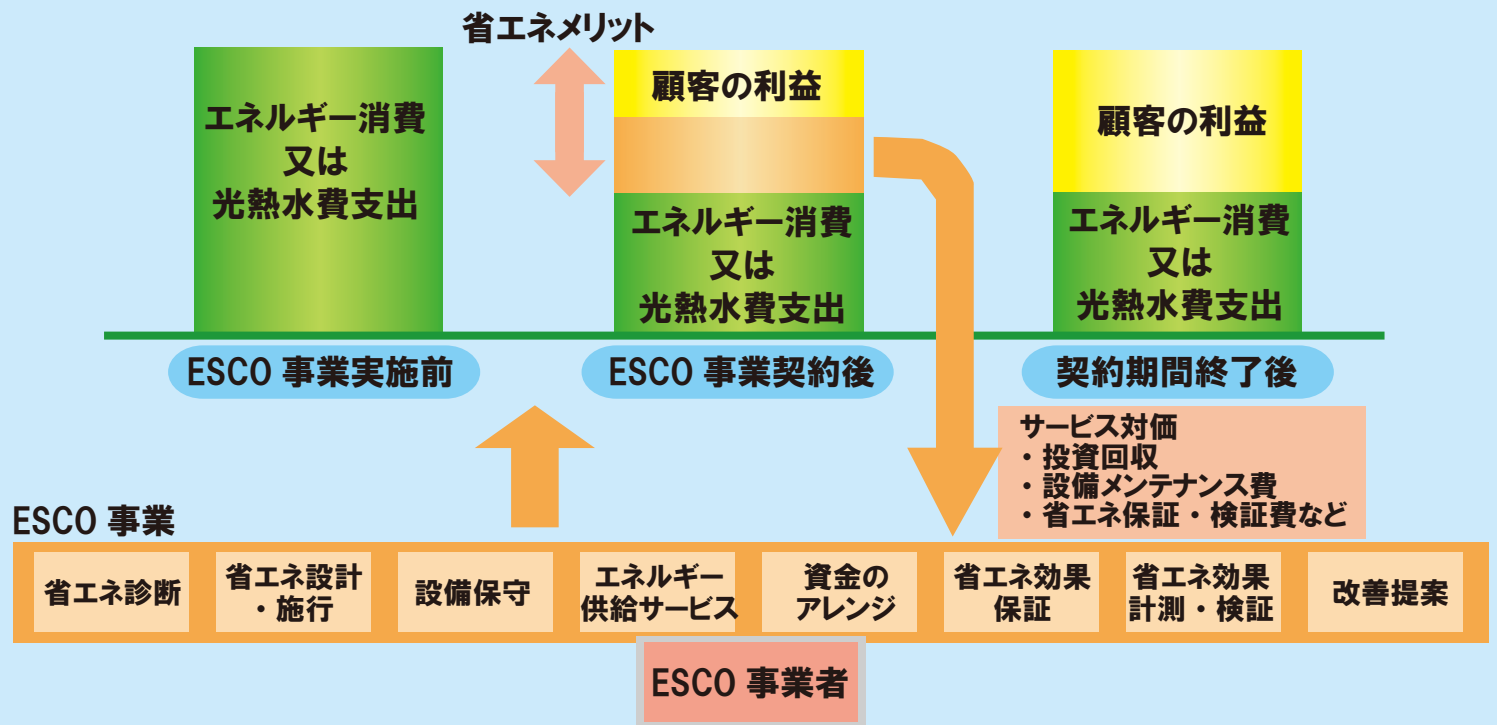 省エネメリット
エネルギー消費
又は
光熱水費支出
顧客の利益
エネルギー消費
又は
光熱水費支出
顧客の利益
エネルギー消費
又は
光熱水費支出
ESCO 事業実施前
ESCO 事業契約後
契約期間終了後
サービス対価
・投資回収
・設備メンテナンス費
・省エネ保証・検証費など
ESCO 事業
省エネ診断
省エネ設計
・施行
設備保守
エネルギー
供給サービス
資金の
アレンジ
省エネ効果
保証
省エネ効果
計測・検証
改善提案
ESCO 事業者